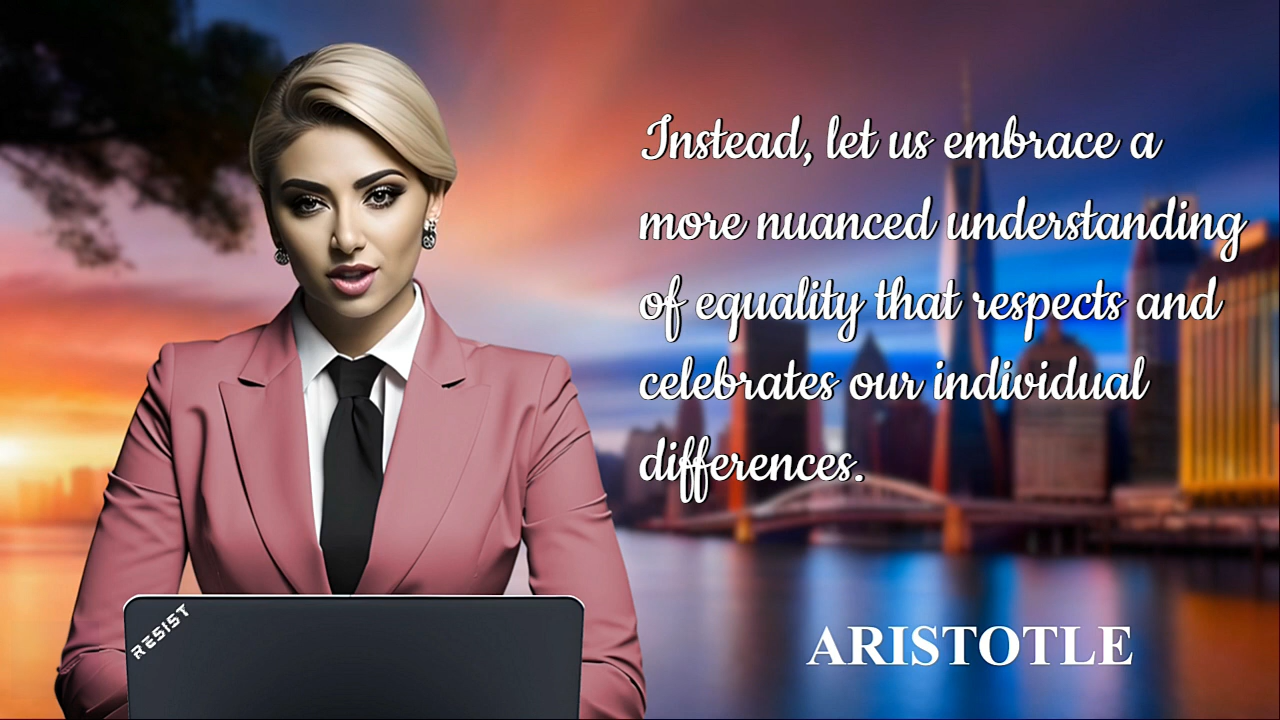 Instead, let us embrace a
more nuanced understanding
of equality that respects and
celebrates our individual
differences.
RESIST
ARISTOTLE